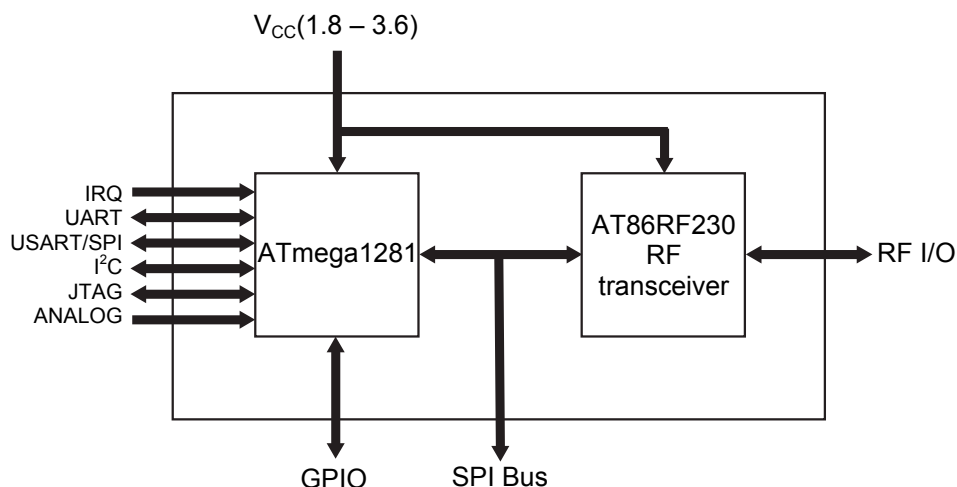 V_CC(1.8 – 3.6)
IRQ
UART
USART/SPI
I²C
JTAG
ANALOG
ATmega1281
AT86RF230
RF
transceiver
RF I/O
GPIO
SPI Bus